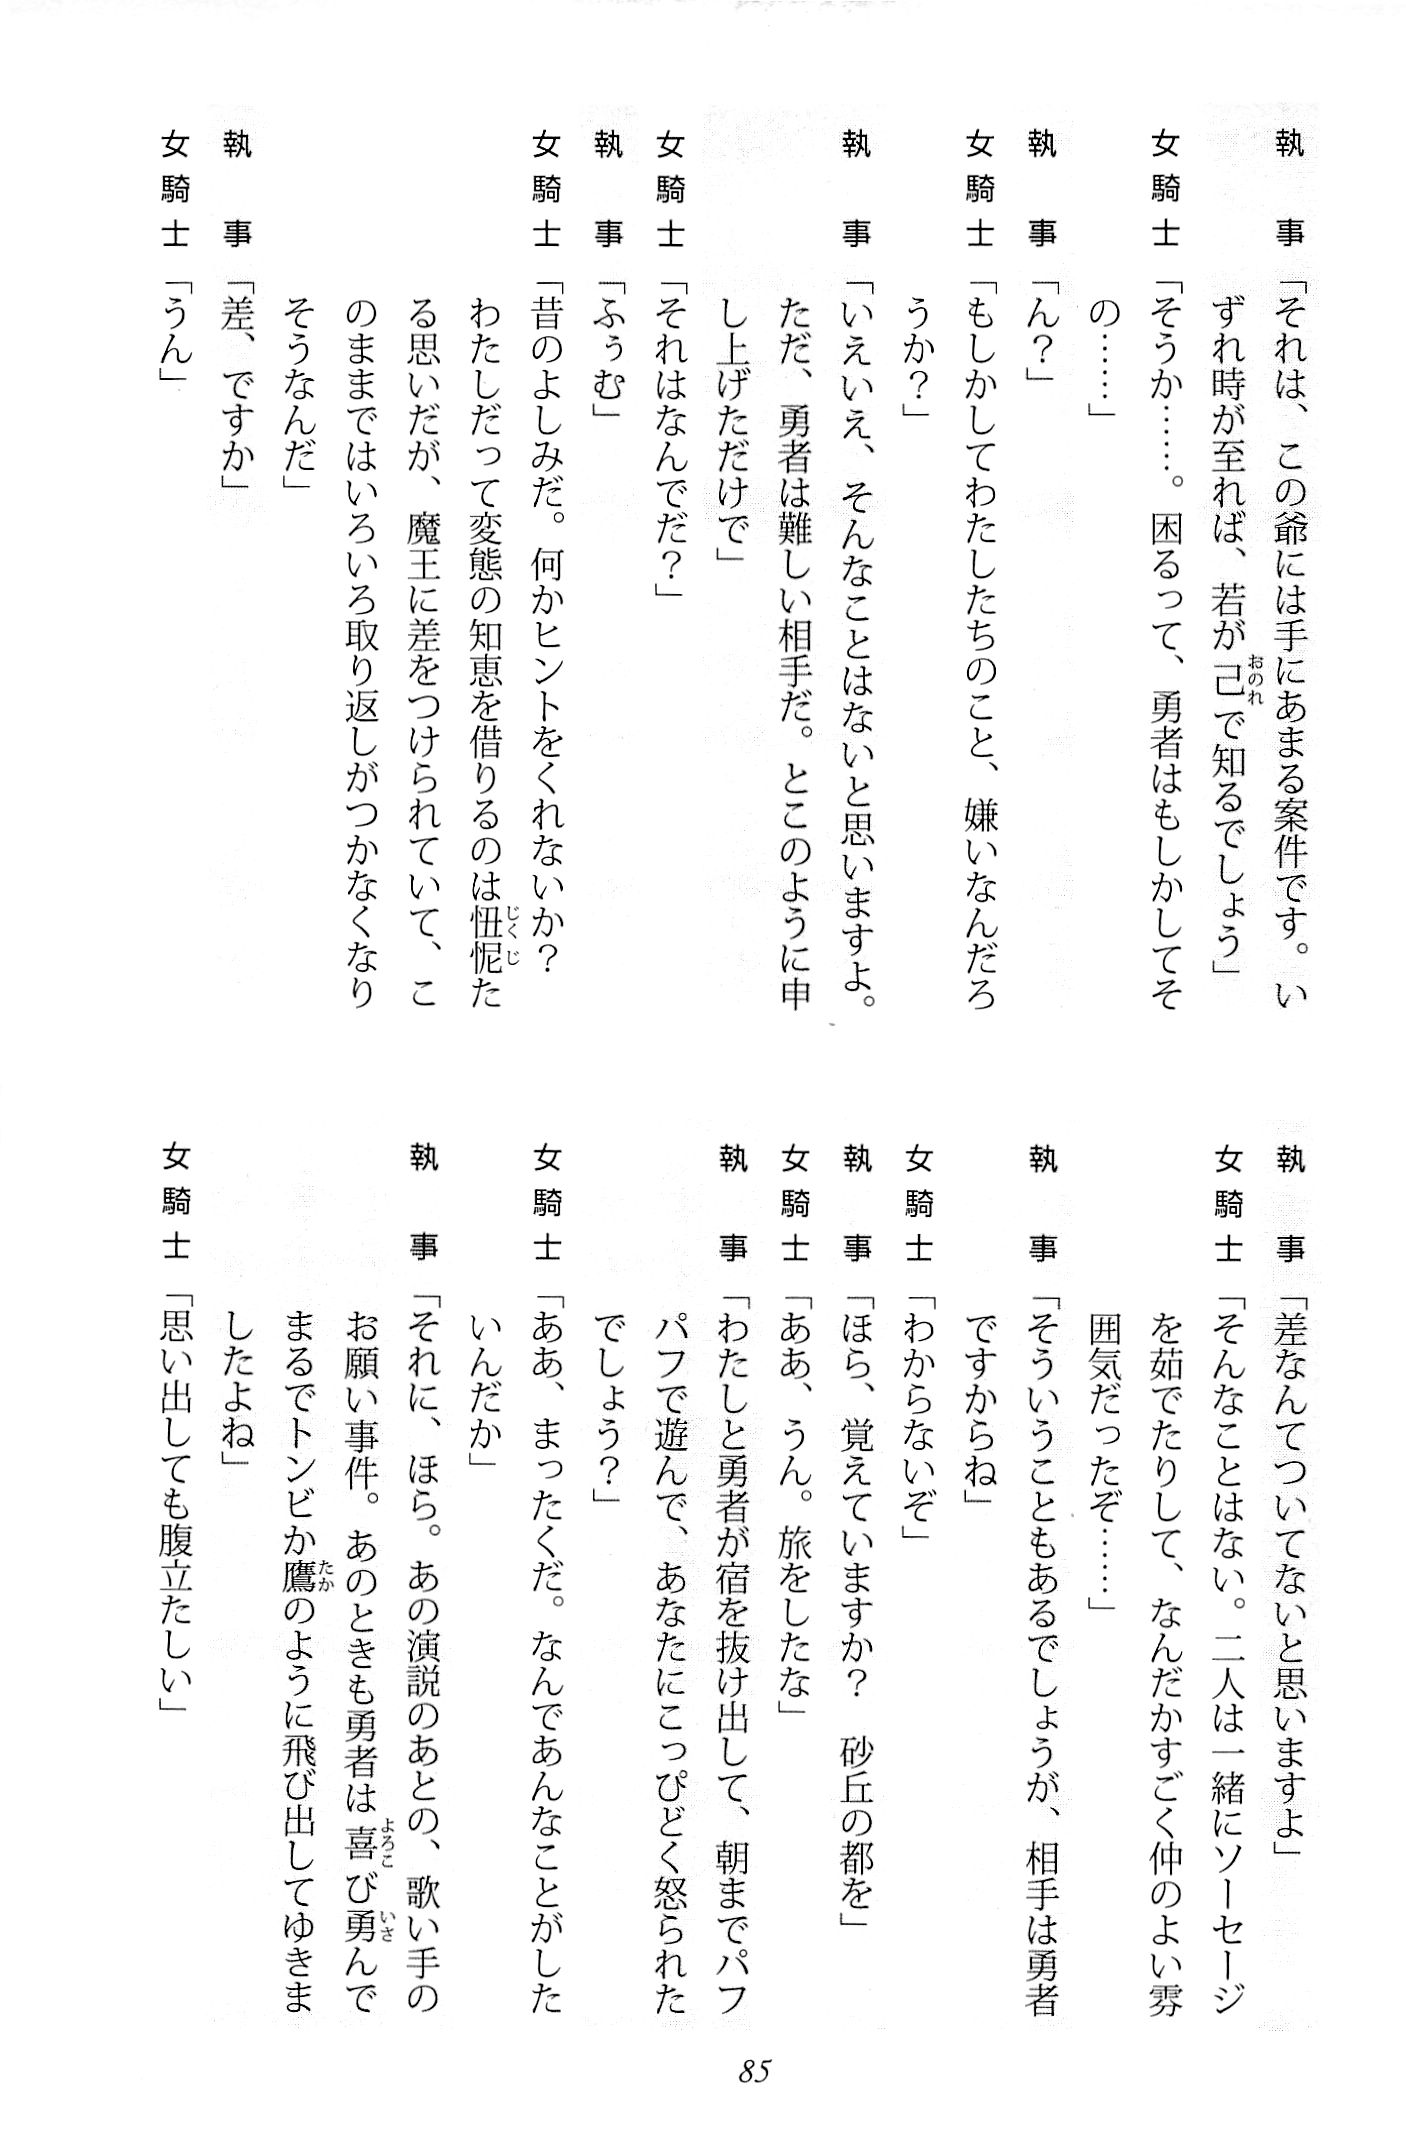 執　事「それは、この爺には手にあまる案件です。い
ずれ時が至れば、若が己で知るでしょう」
女騎士「そうか……。困るって、勇者はもしかしてそ
の……」
執　事「ん？」
女騎士「もしかしてわたしたちのこと、嫌いなんだろ
うか？」
執　事「いえいえ、そんなことはないと思いますよ。
ただ、勇者は難しい相手だ。とこのように申
し上げただけで」
女騎士「それはなんでだ？」
執　事「ふぅむ」
女騎士「昔のよしみだ。何かヒントをくれないか？
わたしだって変態の知恵を借りるのは忸怩た
る思いだが、魔王に差をつけられていて、こ
のままではいろいろ取り返しがつかなくなり
そうなんだ」
執　事「差、ですか」
女騎士「うん」
執　事「差なんてついてないと思いますよ」
女騎士「そんなことはない。二人は一緒にソーセージ
を茹でたりして、なんだかすごく仲のよい雰
囲気だったぞ……」
執　事「そういうこともあるでしょうが、相手は勇者
ですからね」
女騎士「わからないぞ」
執　事「ほら、覚えていますか？　砂丘の都を」
女騎士「ああ、うん。旅をしたな」
執　事「わたしと勇者が宿を抜け出して、朝までパフ
パフで遊んで、あなたにこっぴどく怒られた
でしょう？」
女騎士「ああ、まったくだ。なんであんなことがした
いんだか」
執　事「それに、ほら。あの演説のあとの、歌い手の
お願い事件。あのときも勇者は喜び勇んで
まるでトンビか鷹のように飛び出してゆきま
したよね」
女騎士「思い出しても腹立たしい」
85